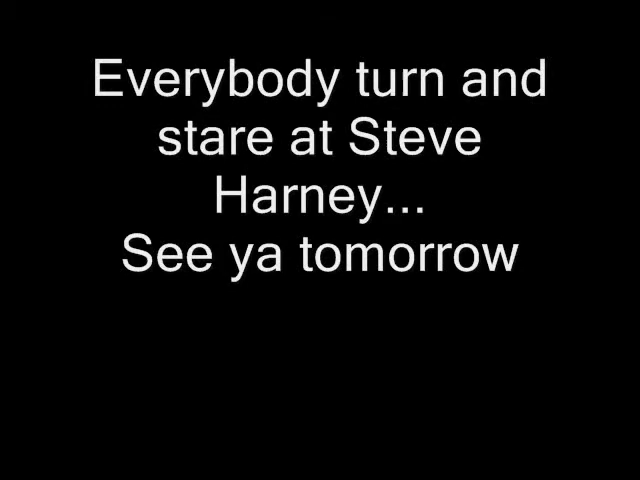 Everybody turn and
stare at Steve
Harney...
See ya tomorrow